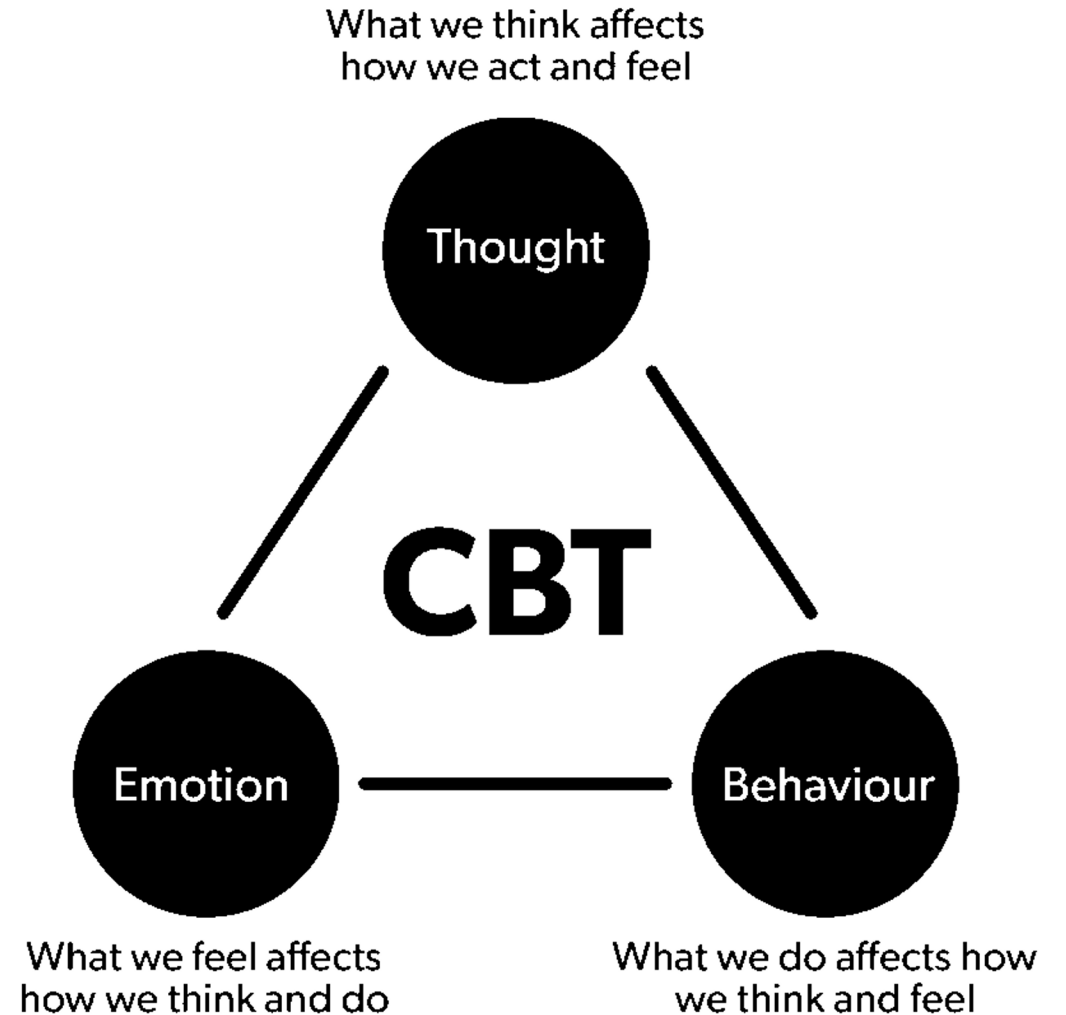 What we think affects
how we act and feel
Thought
CBT
Emotion
Behaviour
What we feel affects
how we think and do
What we do affects how
we think and feel